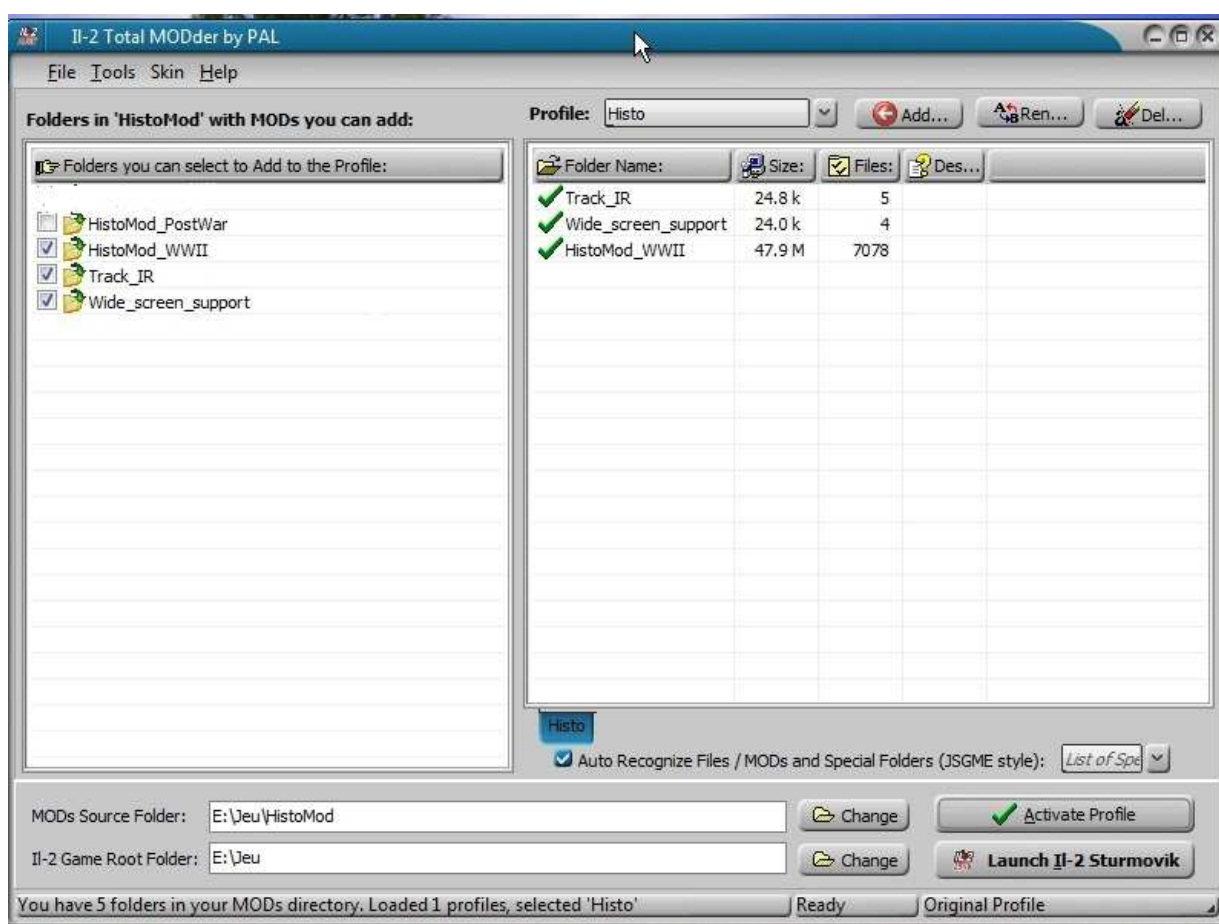 Il-2 Total MODder by PAL
File Tools Skin Help
Folders in 'HistoMod' with MODs you can add:
Profile: Histo Add... Ren... Del...
Folders you can select to Add to the Profile:
HistoMod_PostWar
HistoMod_WWII
Track_IR
Wide_screen_support
Folder Name: Size: Files: Des...
Track_IR 24.8 k 5
Wide_screen_support 24.0 k 4
HistoMod_WWII 47.9 M 7078
Histo
Auto Recognize Files / MODs and Special Folders (JSGME style): List of Spe
MODs Source Folder: E:\Jeu\HistoMod Change Activate Profile
Il-2 Game Root Folder: E:\Jeu Change Launch Il-2 Sturmovik
You have 5 folders in your MODs directory. Loaded 1 profiles, selected 'Histo' Ready Original Profile